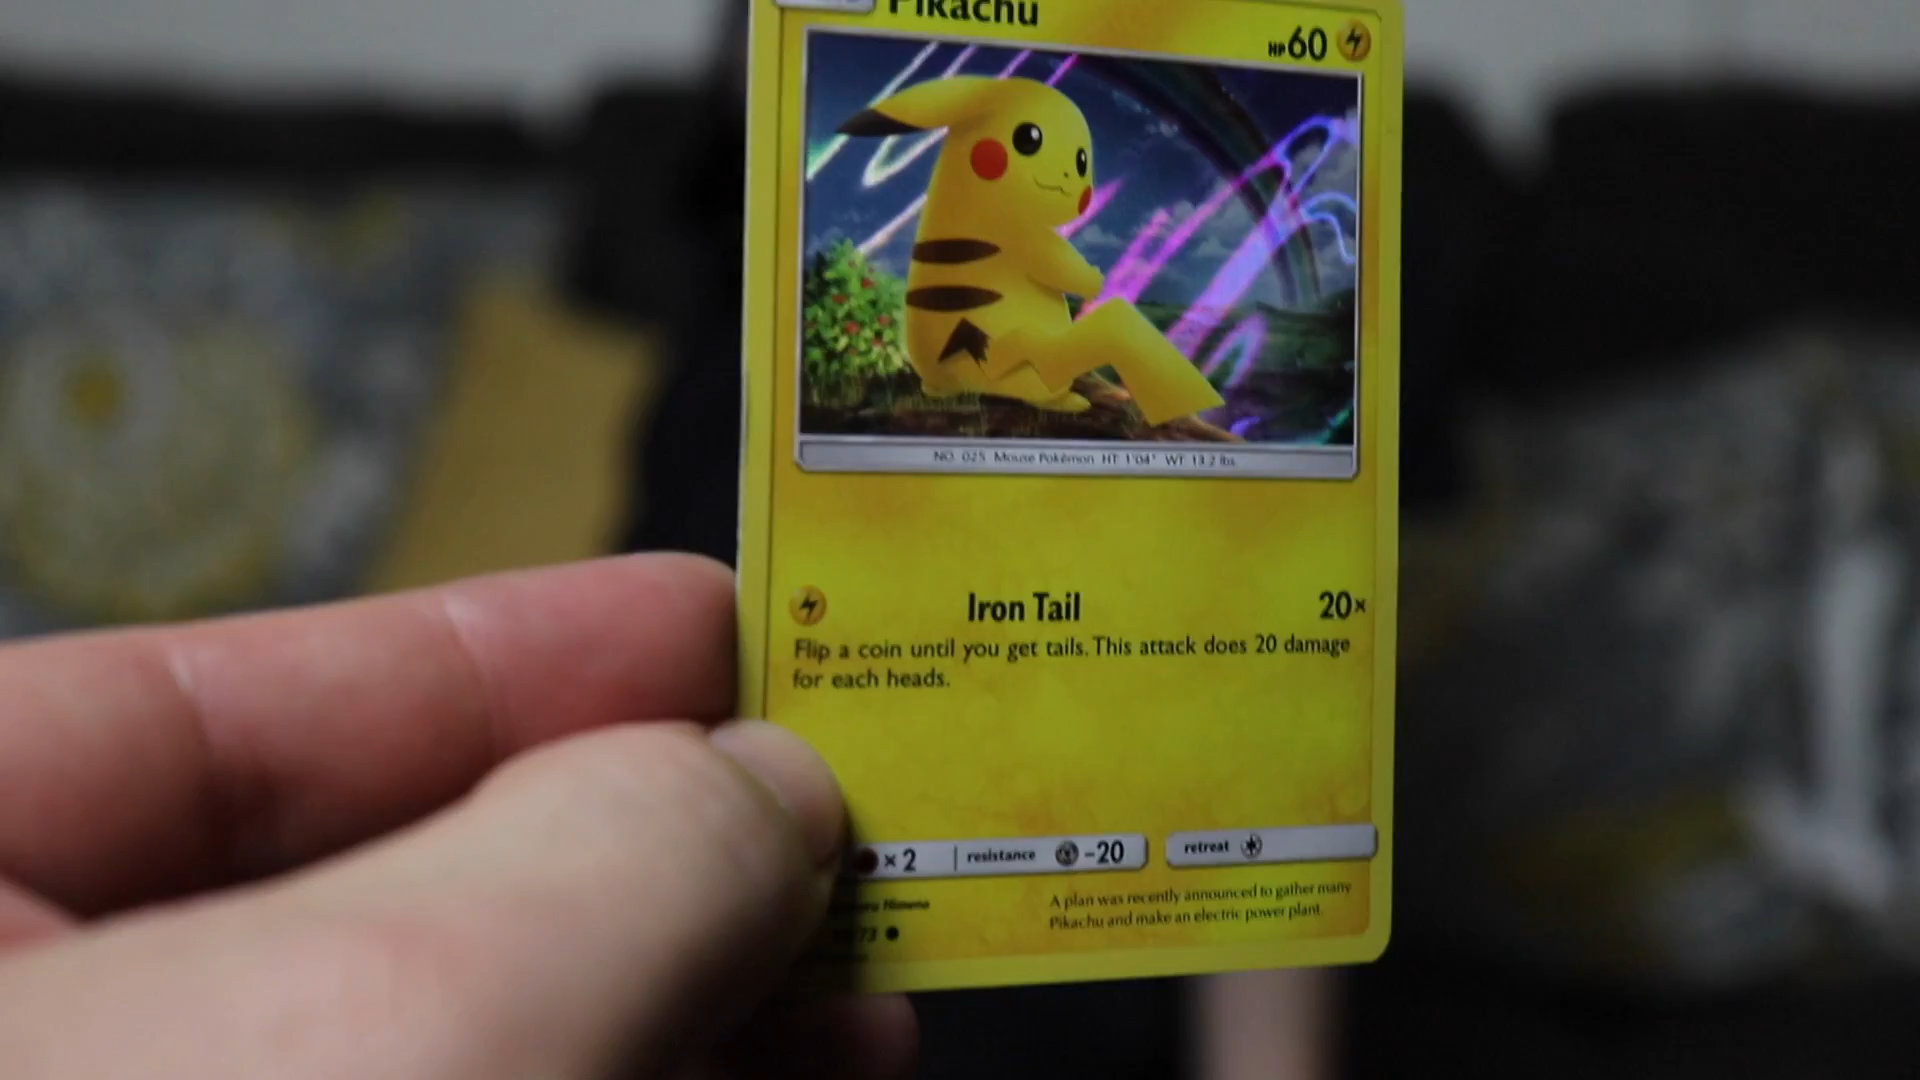 Pikachu
HP60
NO. 025 Mouse Pokémon HT: 1'04" WT: 13.2 lbs.
Iron Tail 20×
Flip a coin until you get tails. This attack does 20 damage
for each heads.
×2 resistance -20 retreat
A plan was recently announced to gather many
Pikachu and make an electric power plant.